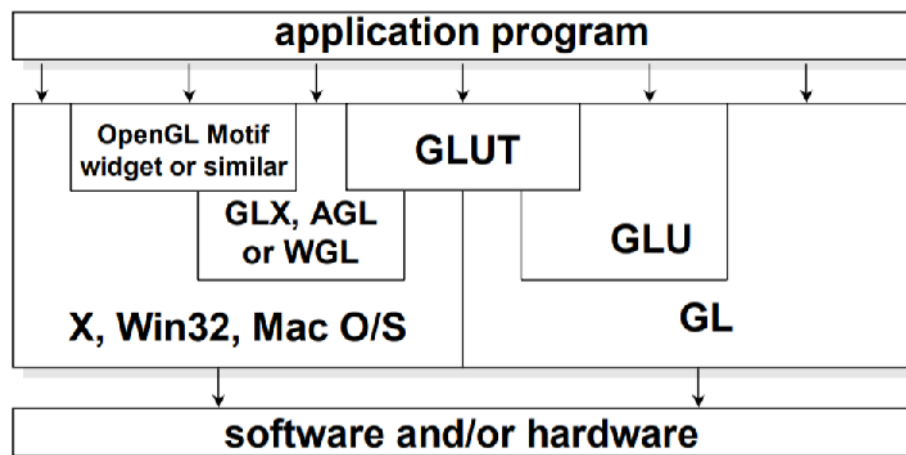 application program
OpenGL Motif
widget or similar
GLUT
GLX, AGL
or WGL
GLU
X, Win32, Mac O/S
GL
software and/or hardware